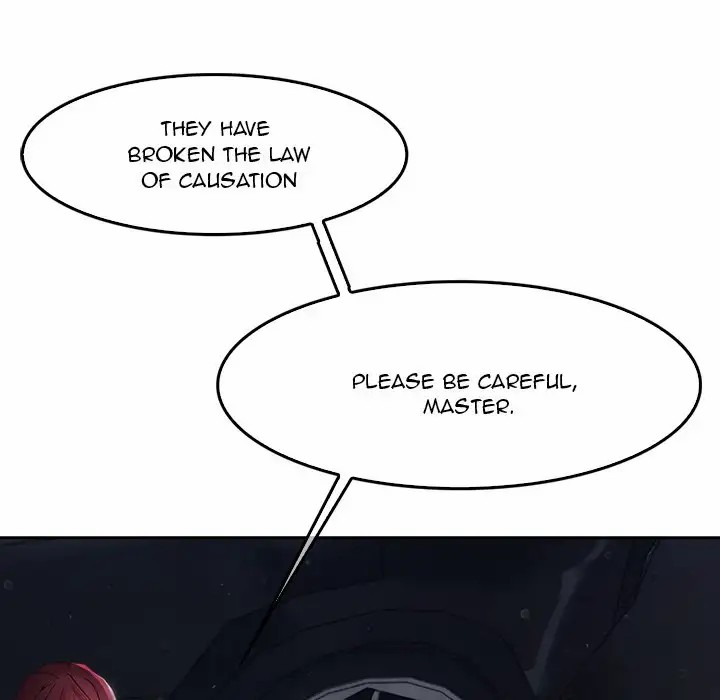 THEY HAVE
BROKEN THE LAW
OF CAUSATION
PLEASE BE CAREFUL,
MASTER.